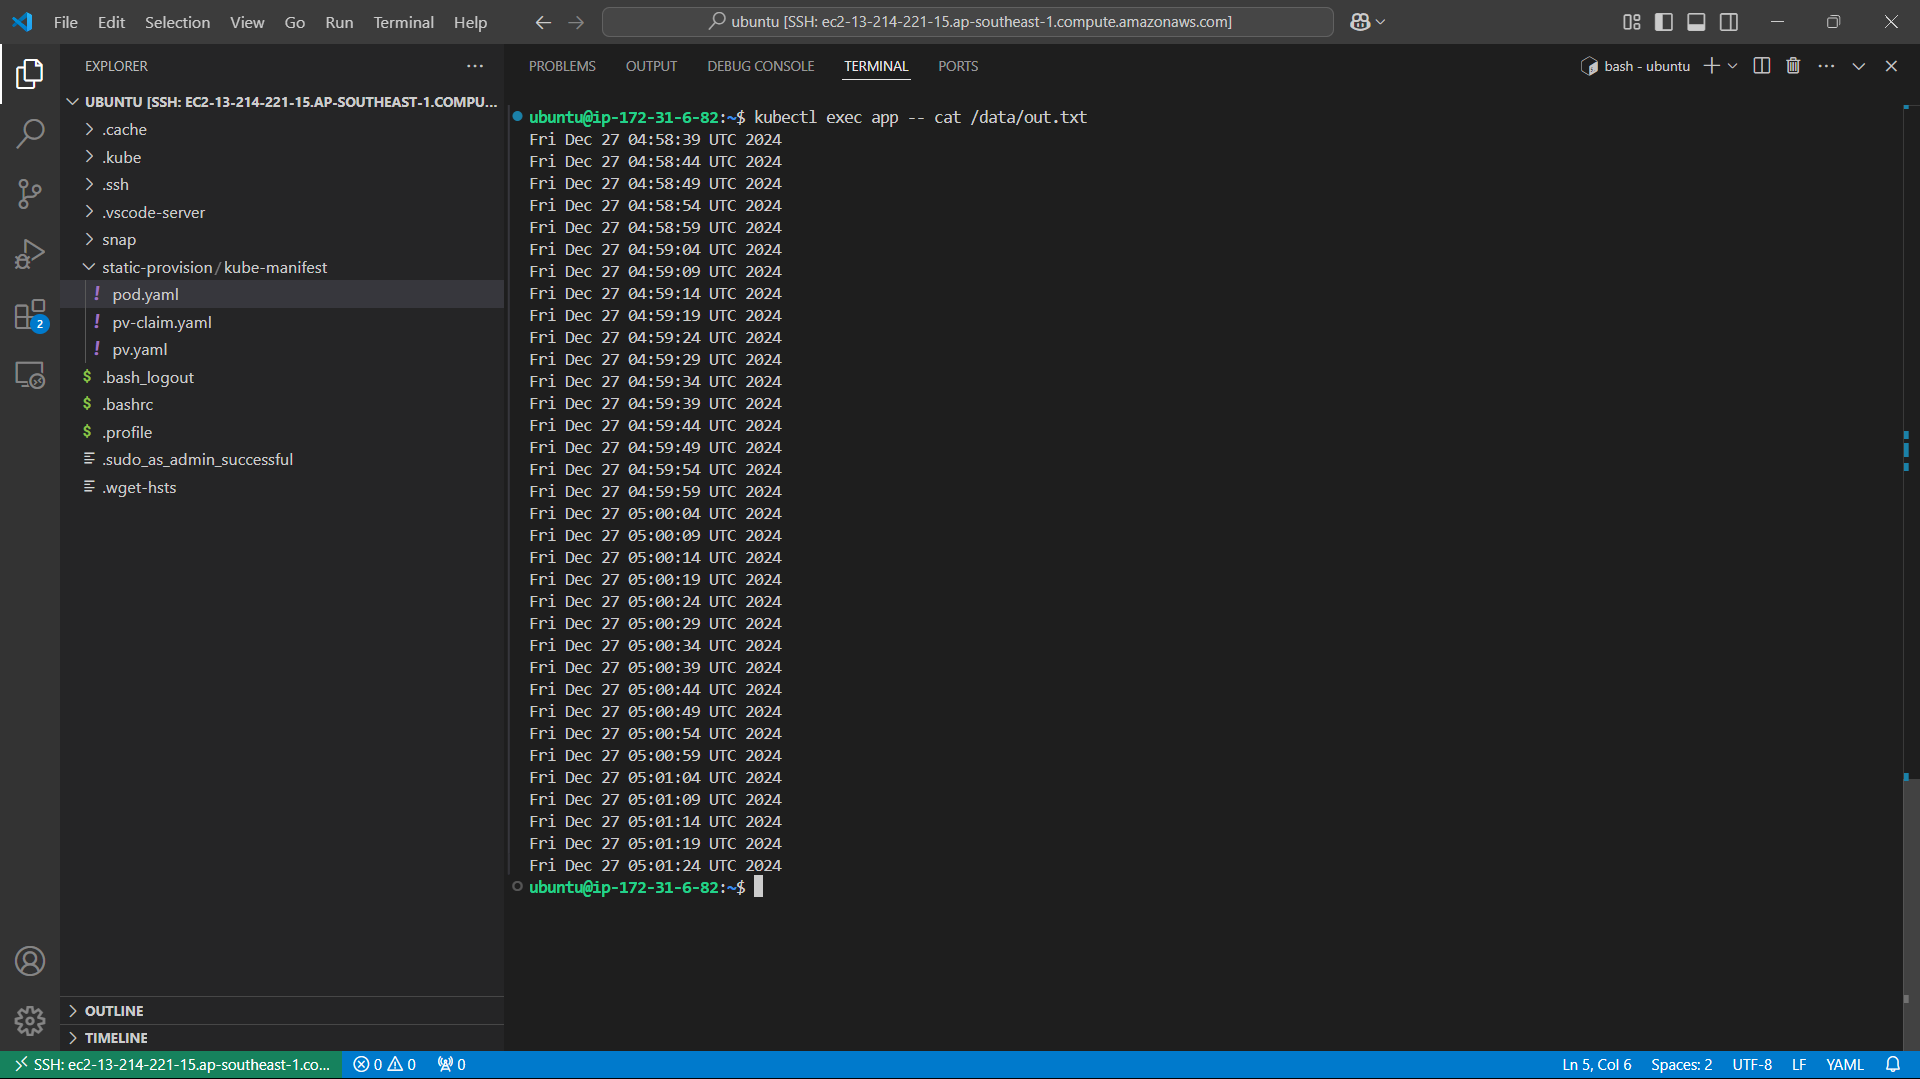 File Edit Selection View Go Run Terminal Help
ubuntu [SSH: ec2-13-214-221-15.ap-southeast-1.compute.amazonaws.com]
EXPLORER
UBUNTU [SSH: EC2-13-214-221-15.AP-SOUTHEAST-1.COMPU...
.cache
.kube
.ssh
.vscode-server
snap
static-provision / kube-manifest
! pod.yaml
! pv-claim.yaml
! pv.yaml
$ .bash_logout
$ .bashrc
$ .profile
.sudo_as_admin_successful
.wget-hsts
2
OUTLINE
TIMELINE
PROBLEMS OUTPUT DEBUG CONSOLE TERMINAL PORTS
bash - ubuntu
ubuntu@ip-172-31-6-82:~$ kubectl exec app -- cat /data/out.txt
Fri Dec 27 04:58:39 UTC 2024
Fri Dec 27 04:58:44 UTC 2024
Fri Dec 27 04:58:49 UTC 2024
Fri Dec 27 04:58:54 UTC 2024
Fri Dec 27 04:58:59 UTC 2024
Fri Dec 27 04:59:04 UTC 2024
Fri Dec 27 04:59:09 UTC 2024
Fri Dec 27 04:59:14 UTC 2024
Fri Dec 27 04:59:19 UTC 2024
Fri Dec 27 04:59:24 UTC 2024
Fri Dec 27 04:59:29 UTC 2024
Fri Dec 27 04:59:34 UTC 2024
Fri Dec 27 04:59:39 UTC 2024
Fri Dec 27 04:59:44 UTC 2024
Fri Dec 27 04:59:49 UTC 2024
Fri Dec 27 04:59:54 UTC 2024
Fri Dec 27 04:59:59 UTC 2024
Fri Dec 27 05:00:04 UTC 2024
Fri Dec 27 05:00:09 UTC 2024
Fri Dec 27 05:00:14 UTC 2024
Fri Dec 27 05:00:19 UTC 2024
Fri Dec 27 05:00:24 UTC 2024
Fri Dec 27 05:00:29 UTC 2024
Fri Dec 27 05:00:34 UTC 2024
Fri Dec 27 05:00:39 UTC 2024
Fri Dec 27 05:00:44 UTC 2024
Fri Dec 27 05:00:49 UTC 2024
Fri Dec 27 05:00:54 UTC 2024
Fri Dec 27 05:00:59 UTC 2024
Fri Dec 27 05:01:04 UTC 2024
Fri Dec 27 05:01:09 UTC 2024
Fri Dec 27 05:01:14 UTC 2024
Fri Dec 27 05:01:19 UTC 2024
Fri Dec 27 05:01:24 UTC 2024
ubuntu@ip-172-31-6-82:~$
SSH: ec2-13-214-221-15.ap-southeast-1.co... 0 0 0 Ln 5, Col 6 Spaces: 2 UTF-8 LF YAML